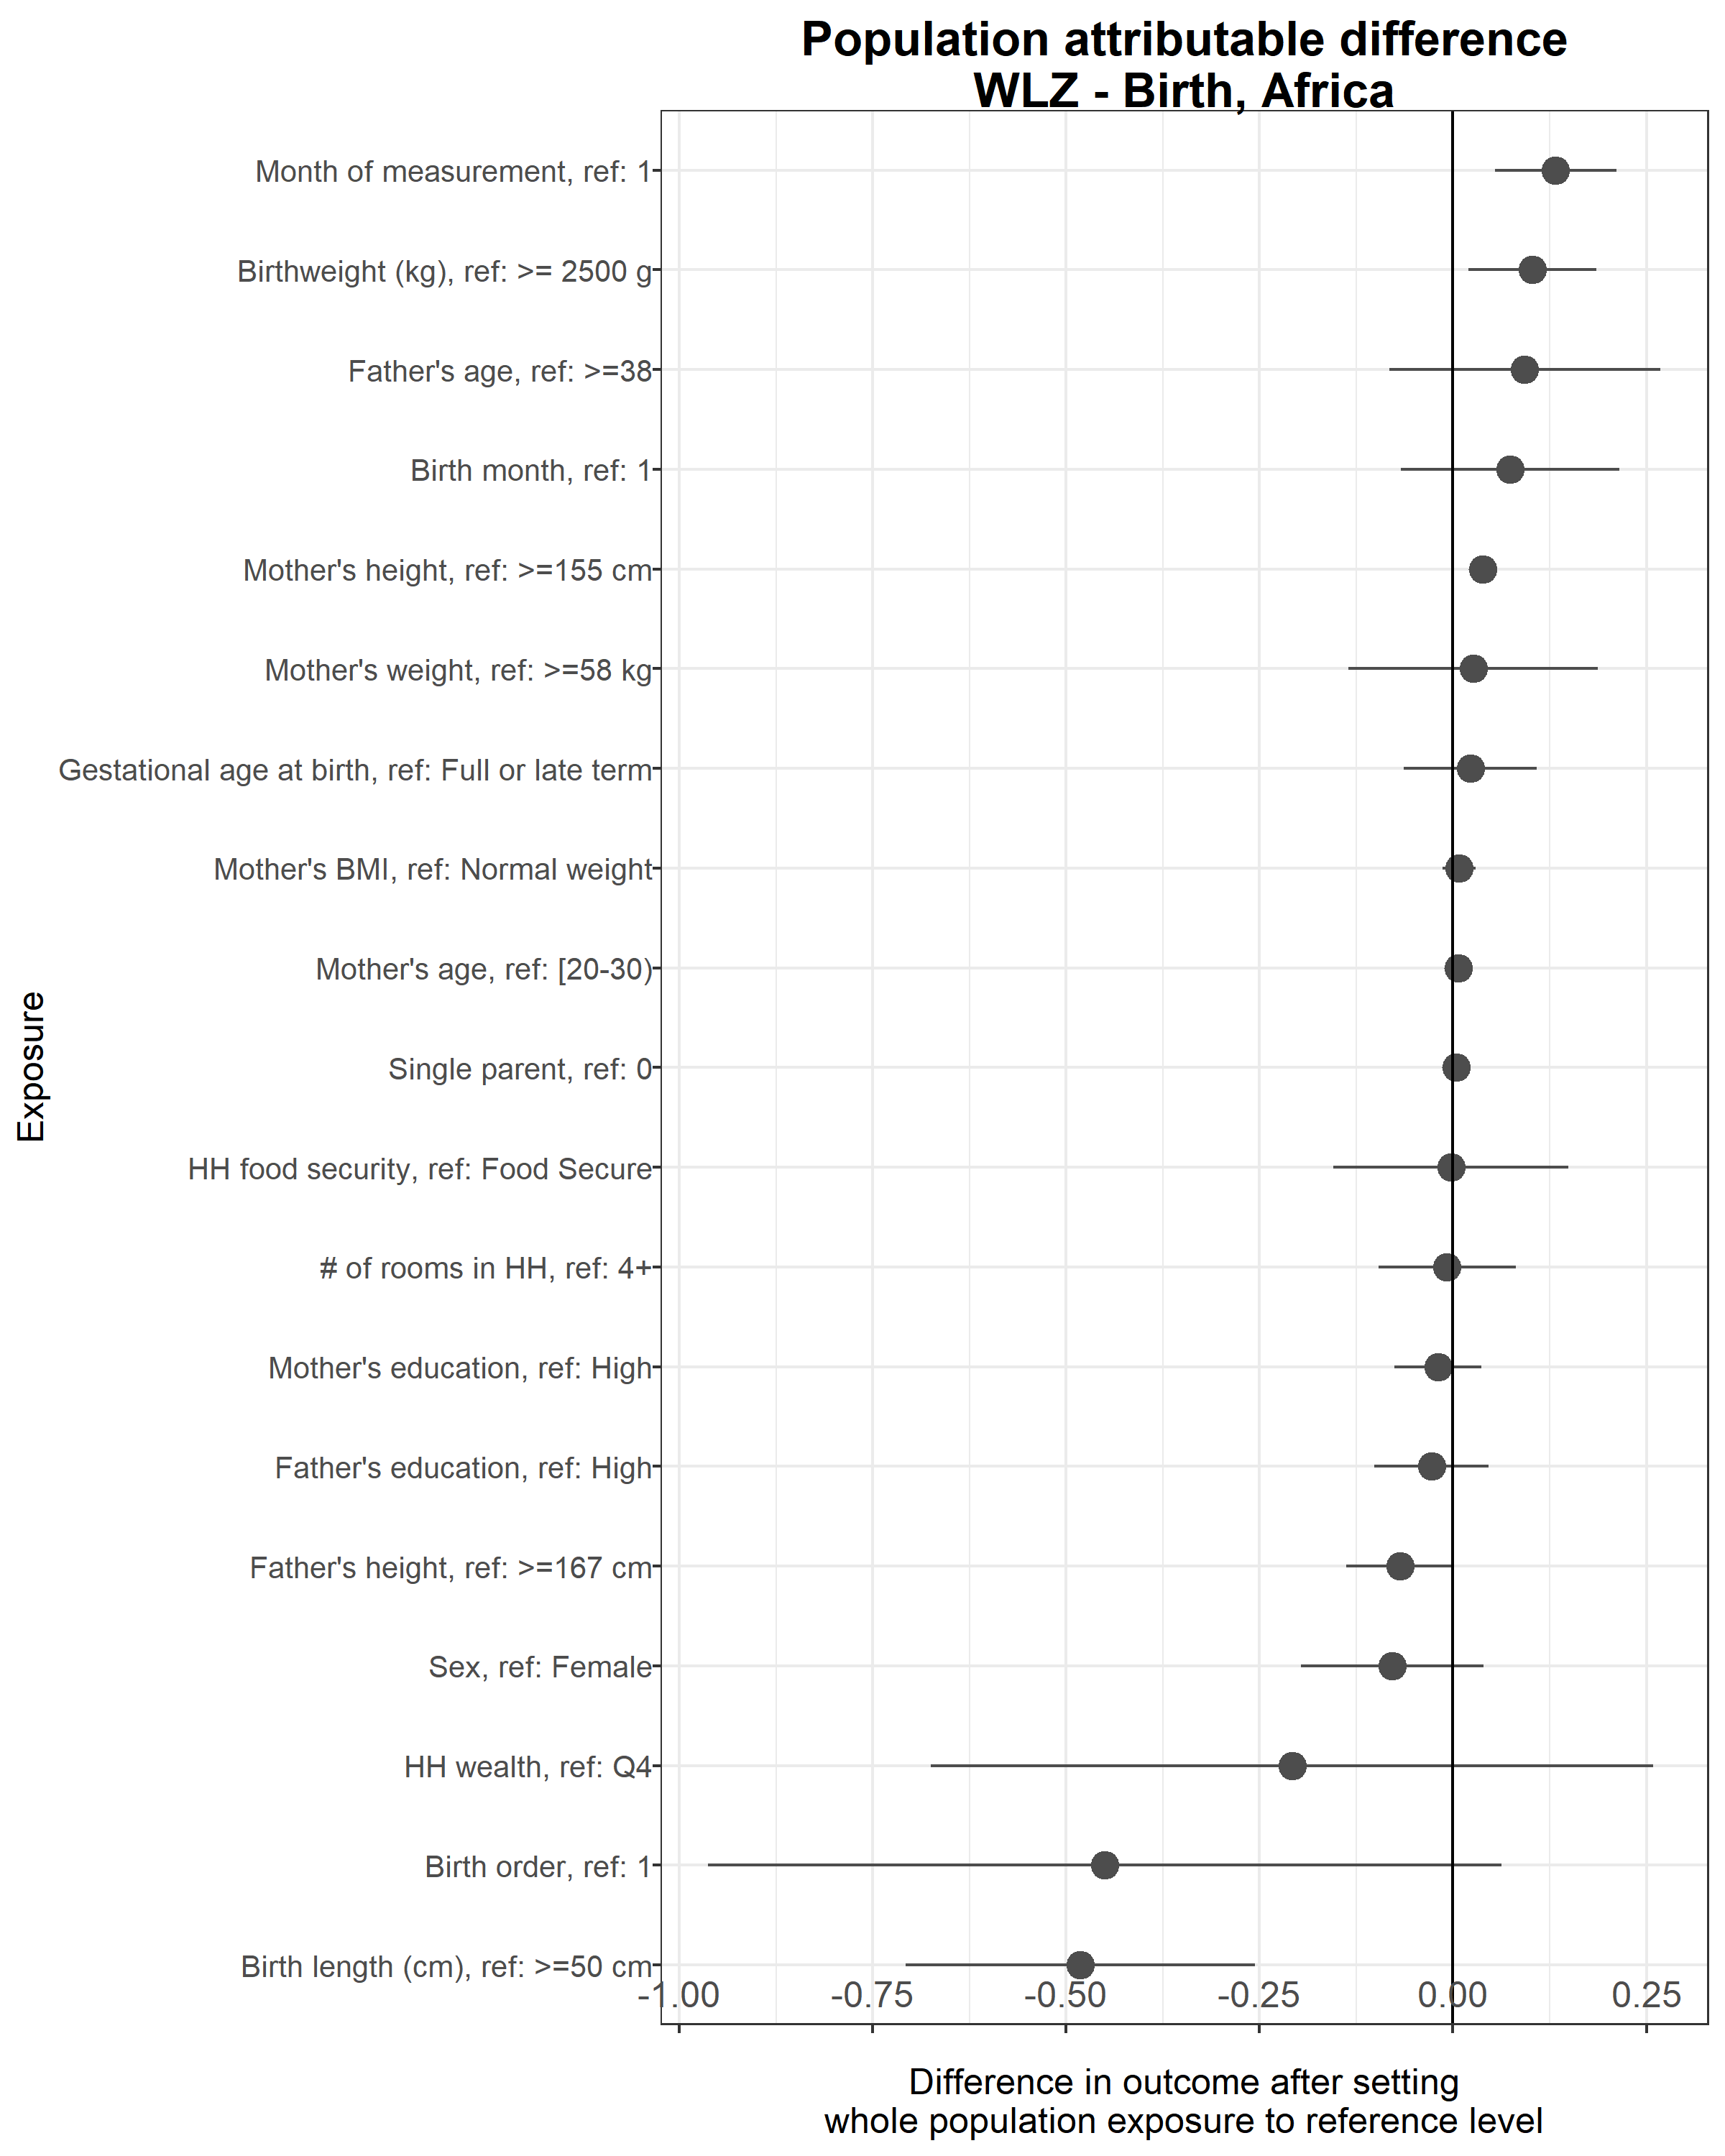 Population attributable difference
WLZ - Birth, Africa
Month of measurement, ref: 1
Birthweight (kg), ref: >= 2500 g
Father's age, ref: >=38
Birth month, ref: 1
Mother's height, ref: >=155 cm
Mother's weight, ref: >=58 kg
Gestational age at birth, ref: Full or late term
Mother's BMI, ref: Normal weight
Mother's age, ref: [20-30)
Single parent, ref: 0
HH food security, ref: Food Secure
# of rooms in HH, ref: 4+
Mother's education, ref: High
Father's education, ref: High
Father's height, ref: >=167 cm
Sex, ref: Female
HH wealth, ref: Q4
Birth order, ref: 1
Birth length (cm), ref: >=50 cm
Exposure
-1.00 -0.75 -0.50 -0.25 0.00 0.25
Difference in outcome after setting
whole population exposure to reference level